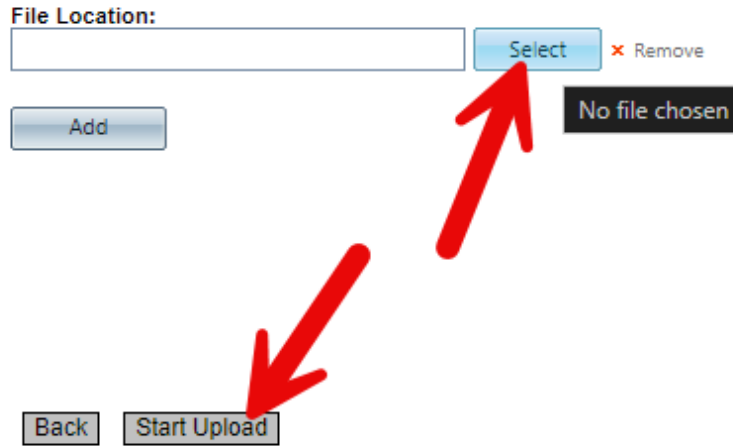 File Location:
Select × Remove
No file chosen
Add
Back Start Upload